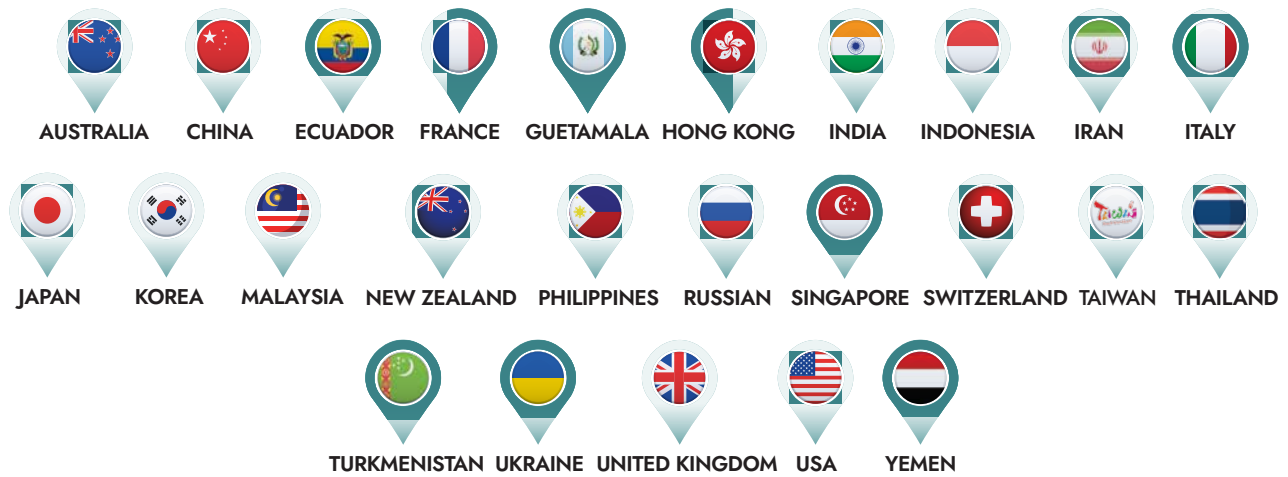 AUSTRALIA CHINA ECUADOR FRANCE GUETAMALA HONG KONG INDIA INDONESIA IRAN ITALY
JAPAN KOREA MALAYSIA NEW ZEALAND PHILIPPINES RUSSIAN SINGAPORE SWITZERLAND TAIWAN THAILAND
TURKMENISTAN UKRAINE UNITED KINGDOM USA YEMEN